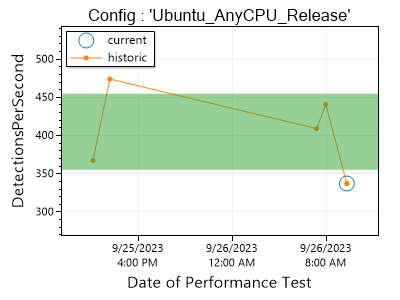 Config : 'Ubuntu_AnyCPU_Release'
current
historic
DetectionsPerSecond
500
450
400
350
300
9/25/2023 9/26/2023 9/26/2023
4:00 PM 12:00 AM 8:00 AM
Date of Performance Test